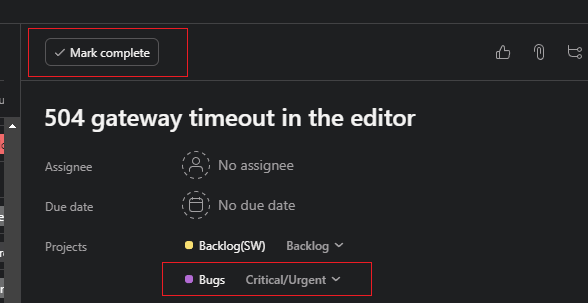 Mark complete
504 gateway timeout in the editor
Assignee No assignee
Due date No due date
Projects Backlog(SW) Backlog
Bugs Critical/Urgent